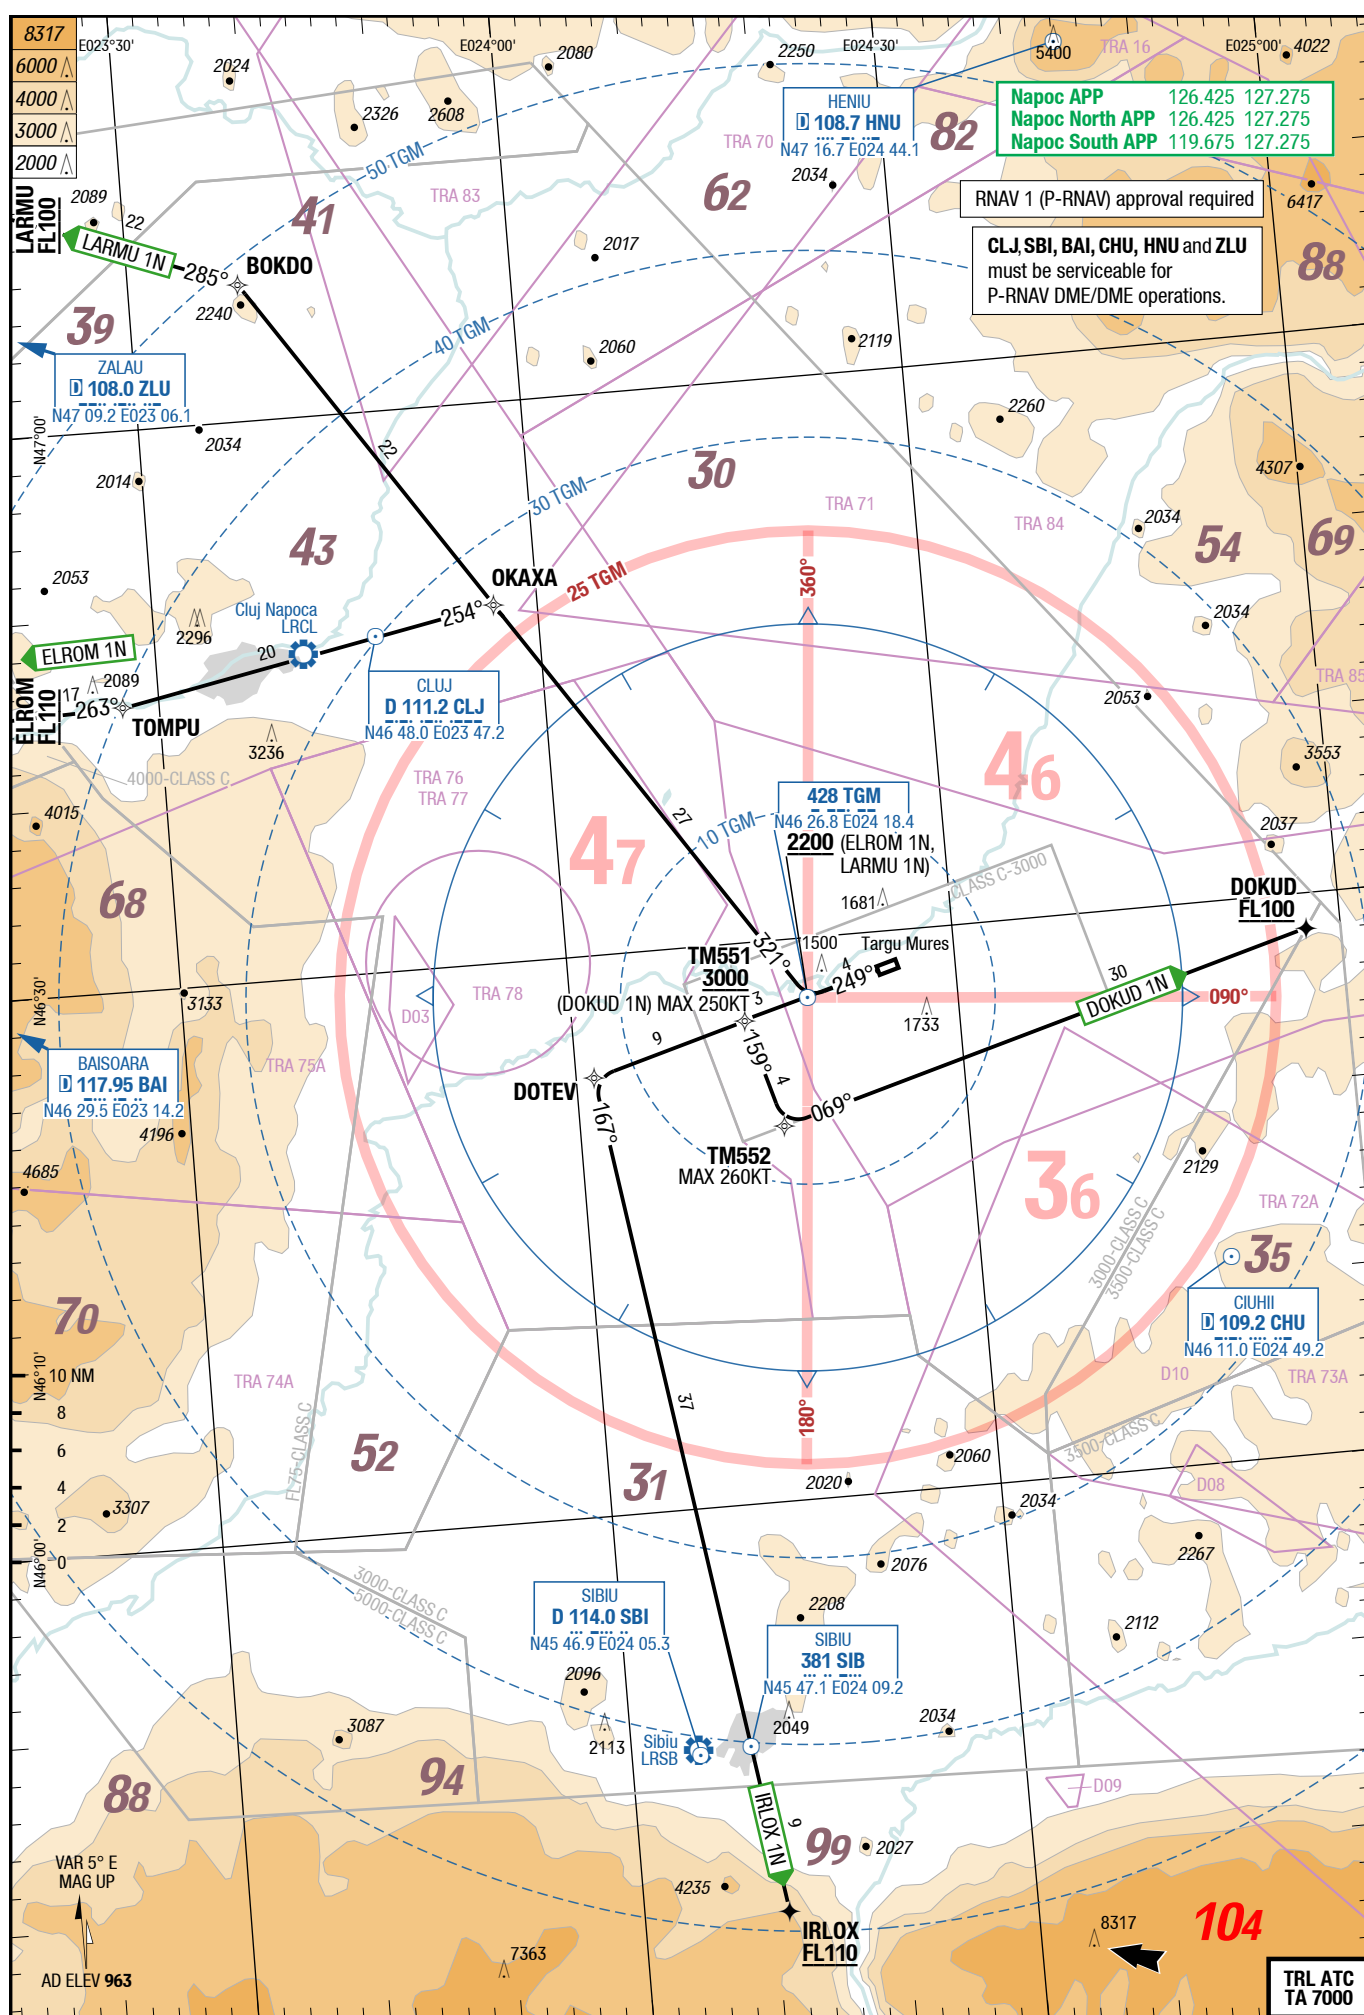 8317
6000
4000
3000
2000
E023°30'
E024°00'
E024°30'
E025°00'
2024
2080
2250
5400
TRA 16
4022
2326
2608
50 TGM
HENIU
D 108.7 HNU
N47 16.7 E024 44.1
82
Napoc APP 126.425 127.275
Napoc North APP 126.425 127.275
Napoc South APP 119.675 127.275
TRA 70
TRA 83
2034
62
RNAV 1 (P-RNAV) approval required
6417
LARMU
FL100
2089
22
LARMU 1N
285°
BOKDO
41
2017
CLJ, SBI, BAI, CHU, HNU and ZLU
must be serviceable for
P-RNAV DME/DME operations.
88
2240
39
40 TGM
2060
2119
ZALAU
D 108.0 ZLU
N47 09.2 E023 06.1
N47°00'
2034
22
2260
2014
30
4307
30 TGM
TRA 71
TRA 84
2034
54
69
43
2053
OKAXA
25 TGM
360°
254°
Cluj Napoca
LRCL
2296
20
2034
ELROM 1N
ELROM
FL110
17
2089
263°
TOMPU
CLUJ
D 111.2 CLJ
N46 48.0 E023 47.2
TRA 85
2053
3236
4000-CLASS C
TRA 76
TRA 77
46
3553
4015
27
428 TGM
N46 26.8 E024 18.4
2200 (ELROM 1N,
LARMU 1N)
10 TGM
47
2037
CLASS C-3000
68
1681
DOKUD
FL100
321°
1500
Targu Mures
TM551
3000
(DOKUD 1N) MAX 250KT
4
249°
30
DOKUD 1N
090°
N46°30'
3133
TRA 78
D03
3
1733
9
159°
4
BAISOARA
D 117.95 BAI
N46 29.5 E023 14.2
TRA 75A
DOTEV
167°
069°
4196
TM552
MAX 260KT
2129
4685
36
TRA 72A
3000-CLASS C
3500-CLASS C
35
70
CIUHII
D 109.2 CHU
N46 11.0 E024 49.2
N46°10'
10 NM
8
6
4
2
0
TRA 74A
FL75-CLASS C
37
180°
D10
TRA 73A
52
3500-CLASS C
31
2060
2020
D08
3307
2034
2267
N46°00'
2076
3000-CLASS C
5000-CLASS C
SIBIU
D 114.0 SBI
N45 46.9 E024 05.3
2208
SIBIU
381 SIB
N45 47.1 E024 09.2
2112
2096
2049
2034
3087
2113
Sibiu
LRSB
88
94
D09
IRLOX 1N
9
99
2027
VAR 5° E
MAG UP
4235
IRLOX
FL110
8317
104
7363
AD ELEV 963
TRL ATC
TA 7000